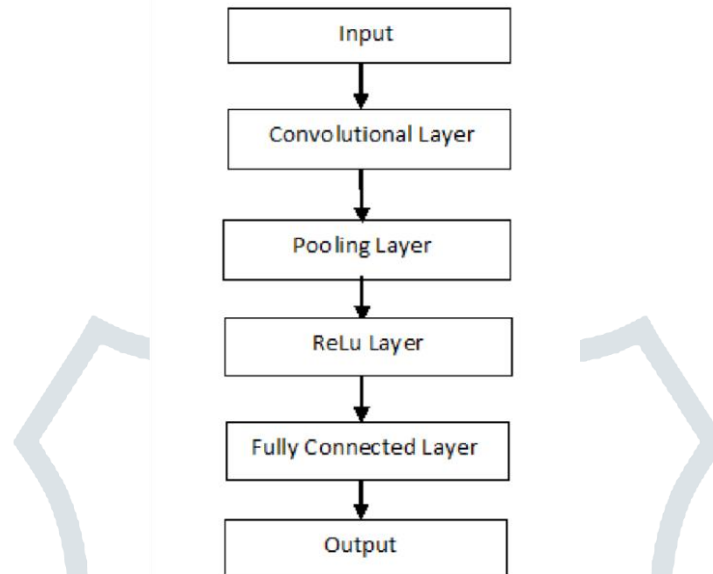 Input
Convolutional Layer
Pooling Layer
ReLu Layer
Fully Connected Layer
Output